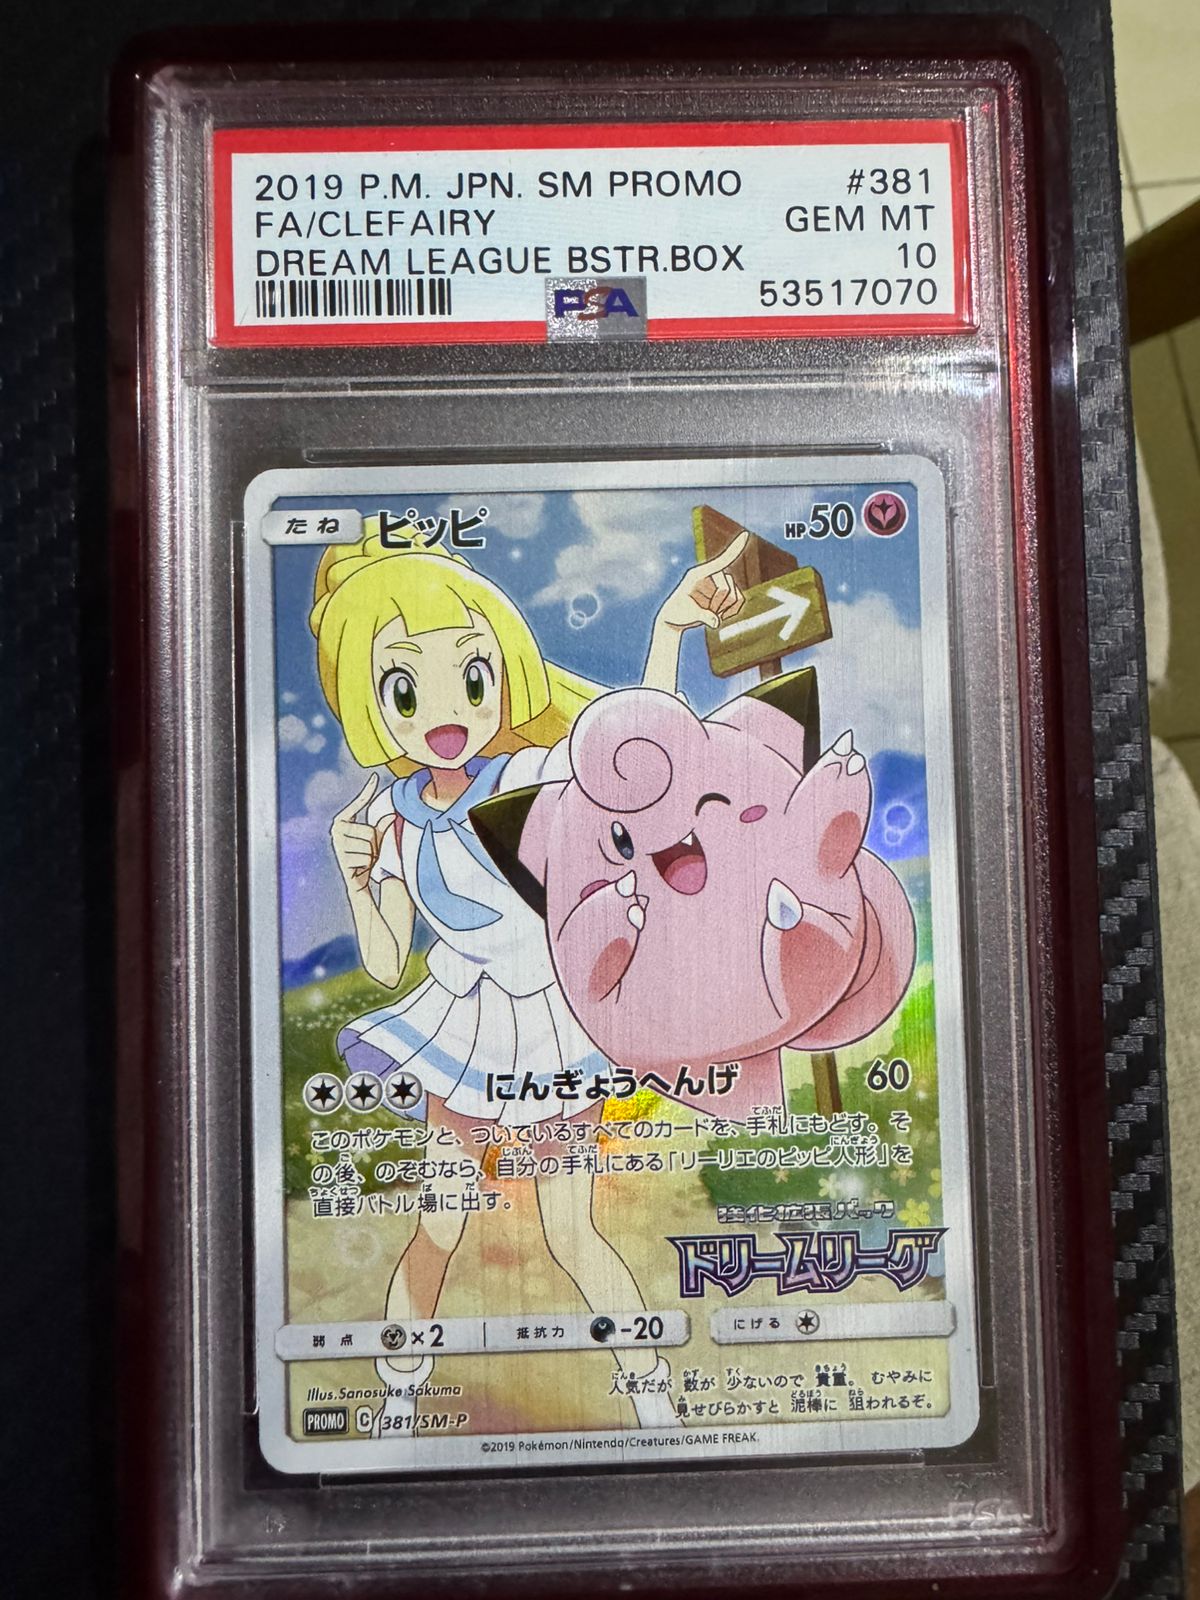 2019 P.M. JPN. SM PROMO #381
FA/CLEFAIRY GEM MT
DREAM LEAGUE BSTR.BOX 10
PSA 53517070
たね ピッピ HP50
にんぎょうへんげ 60
このポケモンと、ついているすべてのカードを、手札にもどす。そ
の後、のぞむなら、自分の手札にある「リーリエのピッピ人形」を
直接バトル場に出す。
強化拡張パック
ドリームリーグ
弱点 ×2 抵抗力 -20 にげる
人気だが 数が 少ないので 貴重。 むやみに
見せびらかすと 泥棒に 狙われるぞ。
Illus.Sanosuke Sakuma
PROMO C 381/SM-P
©2019 Pokémon/Nintendo/Creatures/GAME FREAK.